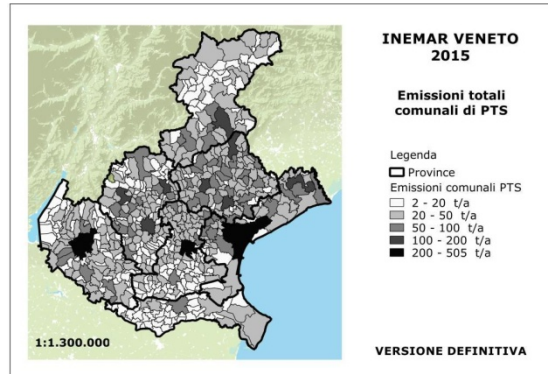 INEMAR VENETO
2015
Emissioni totali
comunali di PTS
Legenda
Province
Emissioni comunali PTS
2 - 20 t/a
20 - 50 t/a
50 - 100 t/a
100 - 200 t/a
200 - 505 t/a
1:1.300.000
VERSIONE DEFINITIVA